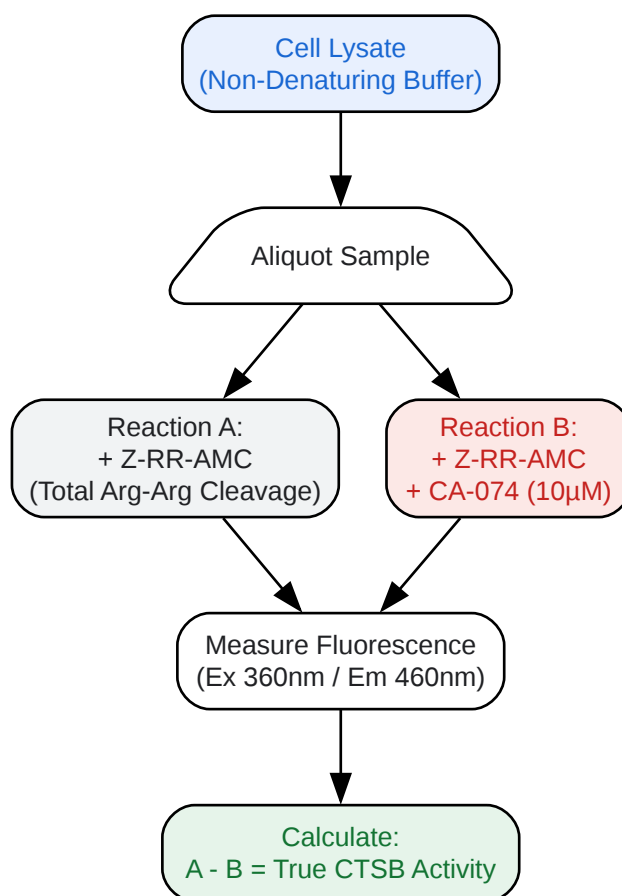 Cell Lysate
(Non-Denaturing Buffer)
Aliquot Sample
Reaction A:
+ Z-RR-AMC
(Total Arg-Arg Cleavage)
Reaction B:
+ Z-RR-AMC
+ CA-074 (10μM)
Measure Fluorescence
(Ex 360nm / Em 460nm)
Calculate:
A - B = True CTSB Activity